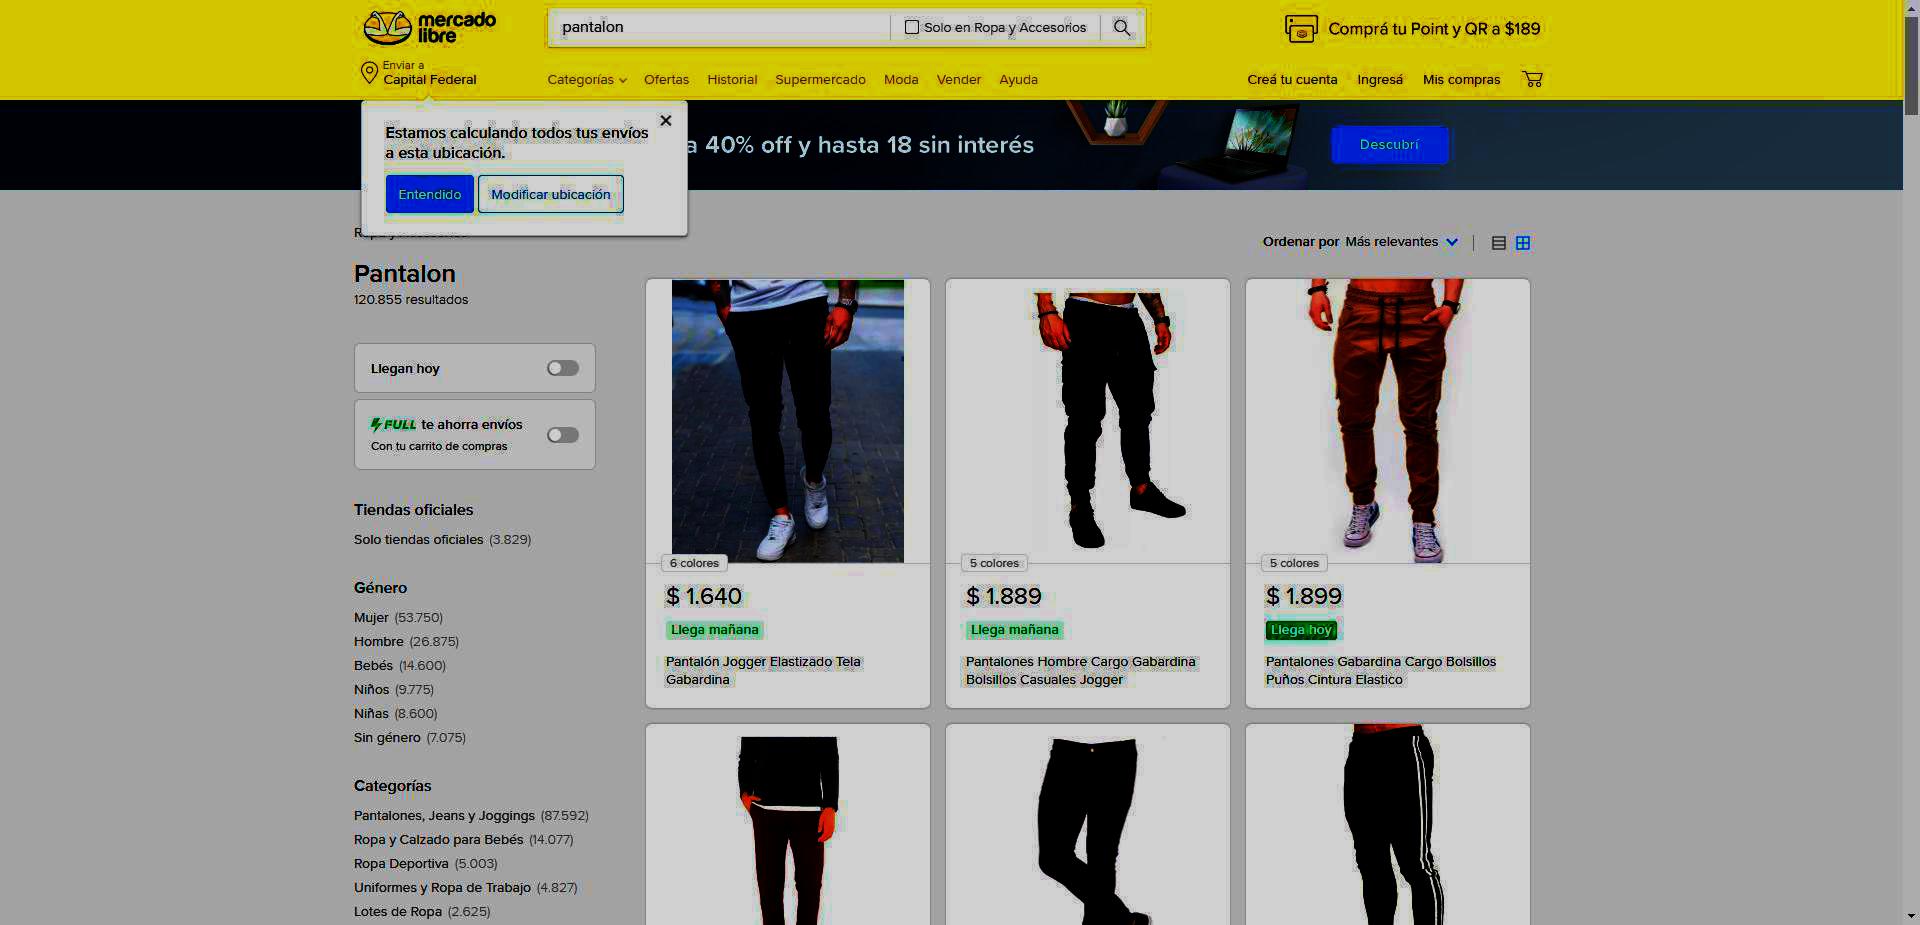 mercado
libre
pantalon
Solo en Ropa y Accesorios
Comprá tu Point y QR a $189
Enviar a
Capital Federal
Categorías
Ofertas
Historial
Supermercado
Moda
Vender
Ayuda
Creá tu cuenta
Ingresá
Mis compras
Estamos calculando todos tus envíos
a esta ubicación.
Entendido
Modificar ubicación
a 40% off y hasta 18 sin interés
Descubrí
Ordenar por Más relevantes
Pantalon
120.855 resultados
Llegan hoy
FULL te ahorra envíos
Con tu carrito de compras
Tiendas oficiales
Solo tiendas oficiales (3.829)
Género
Mujer (53.750)
Hombre (26.875)
Bebés (14.600)
Niños (9.775)
Niñas (8.600)
Sin género (7.075)
Categorías
Pantalones, Jeans y Joggings (87.592)
Ropa y Calzado para Bebés (14.077)
Ropa Deportiva (5.003)
Uniformes y Ropa de Trabajo (4.827)
Lotes de Ropa (2.625)
6 colores
$ 1.640
Llega mañana
Pantalón Jogger Elastizado Tela
Gabardina
5 colores
$ 1.889
Llega mañana
Pantalones Hombre Cargo Gabardina
Bolsillos Casuales Jogger
5 colores
$ 1.899
Llega hoy
Pantalones Gabardina Cargo Bolsillos
Puños Cintura Elastico